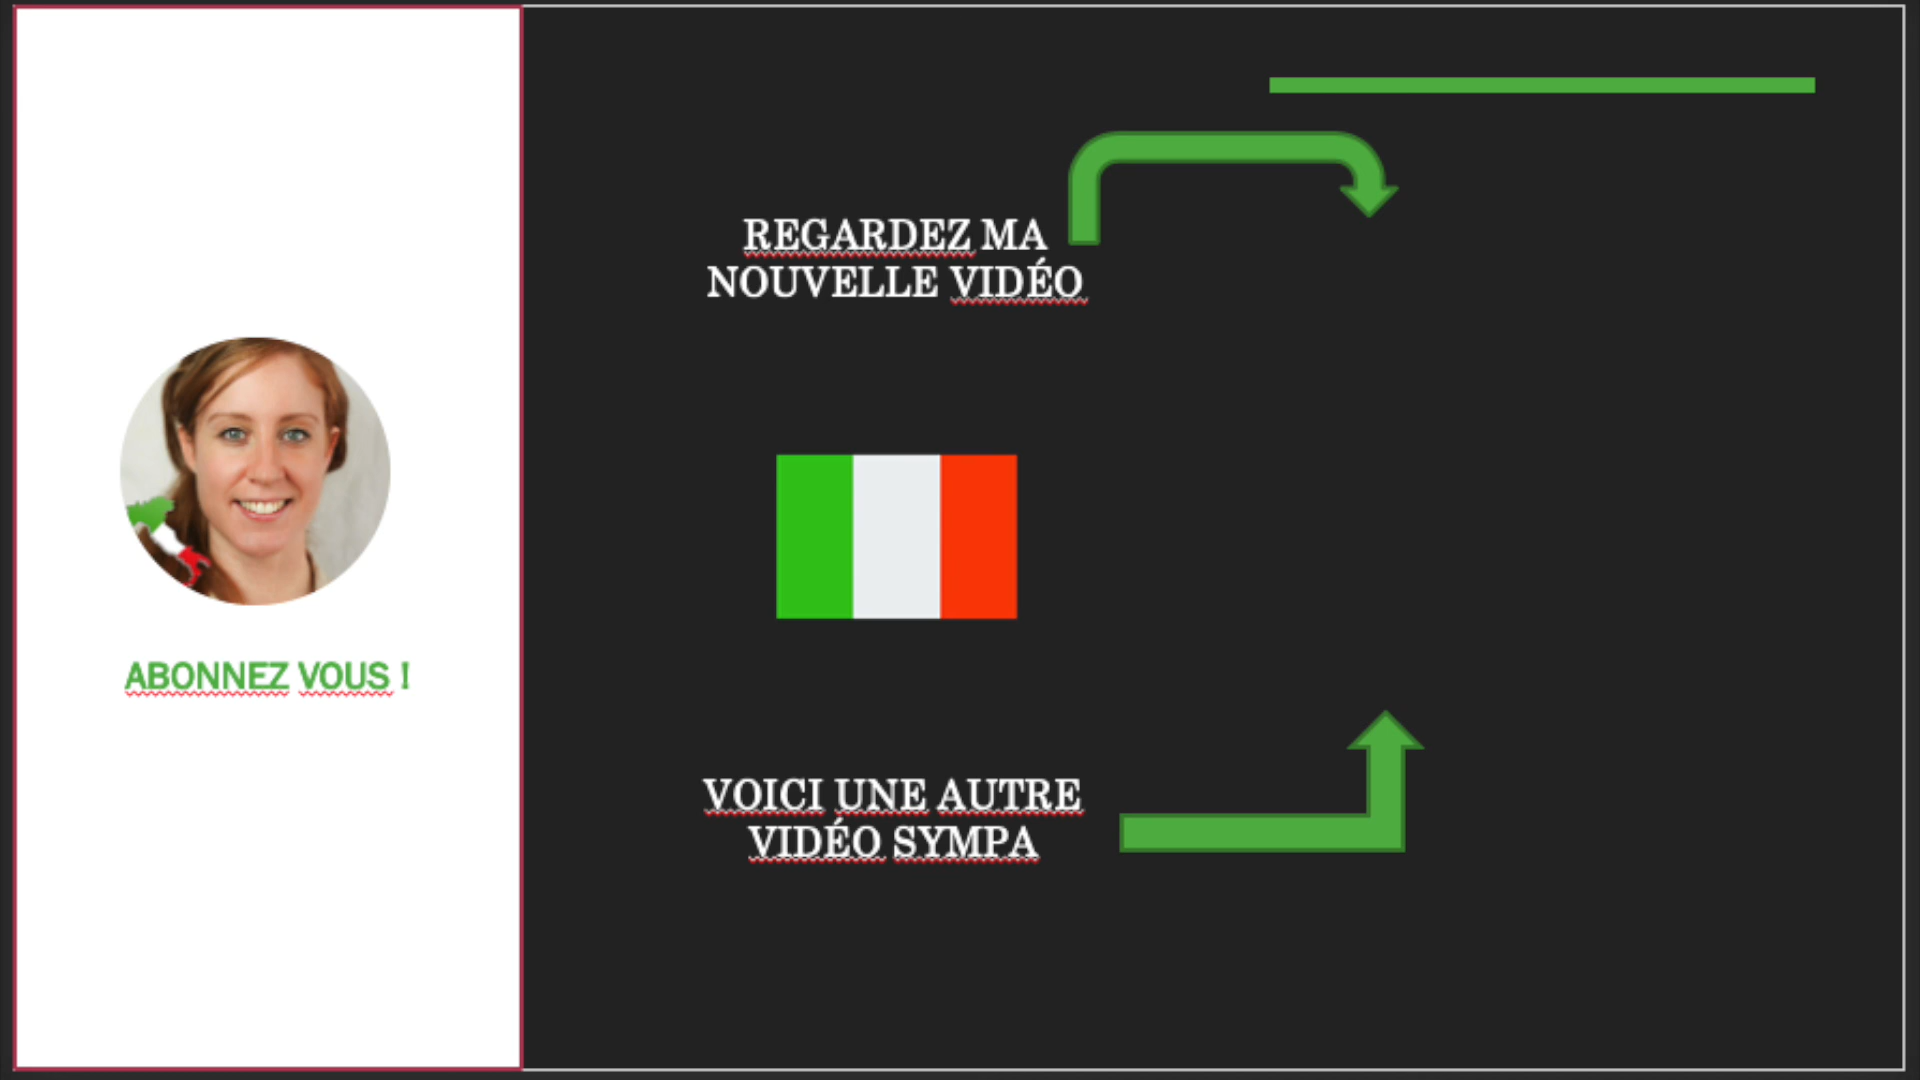 REGARDEZ MA
NOUVELLE VIDÉO
ABONNEZ VOUS !
VOICI UNE AUTRE
VIDÉO SYMPA